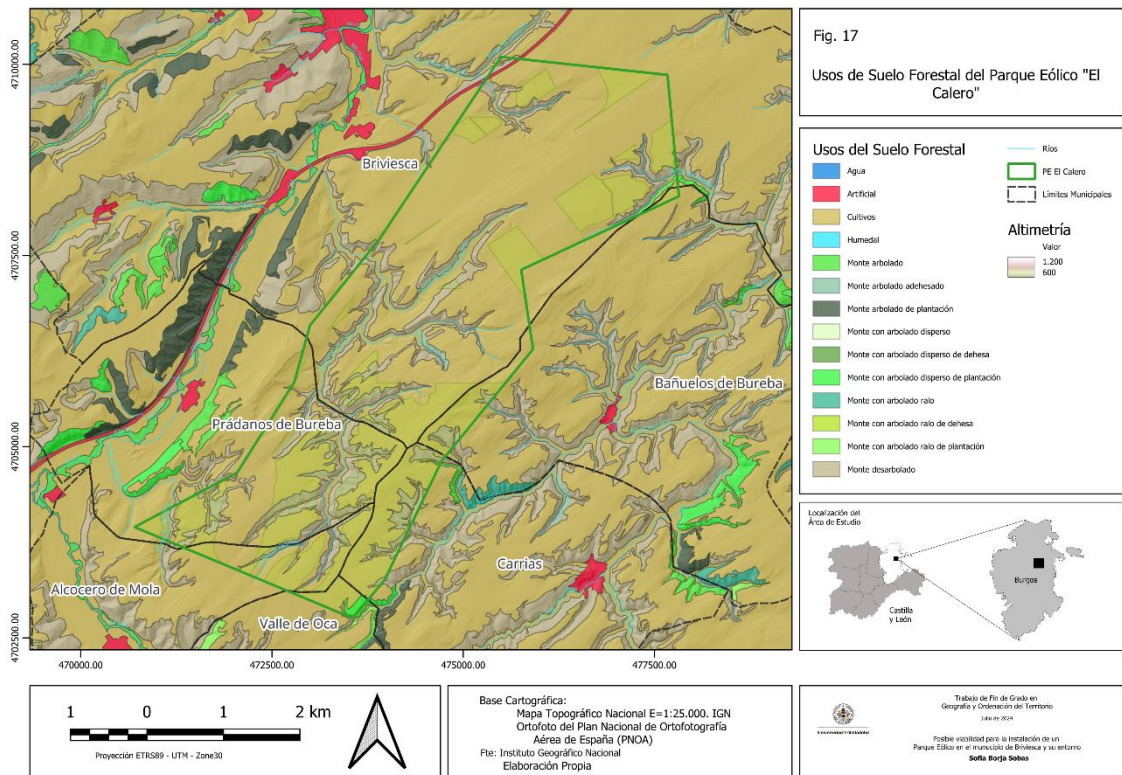 Fig. 17
Usos de Suelo Forestal del Parque Eólico "El
Calero"
Usos del Suelo Forestal
Agua
Artificial
Cultivos
Humedal
Monte arbolado
Monte arbolado adehesado
Monte arbolado de plantación
Monte con arbolado disperso
Monte con arbolado disperso de dehesa
Monte con arbolado disperso de plantación
Monte con arbolado ralo
Monte con arbolado ralo de dehesa
Monte con arbolado ralo de plantación
Monte desarbolado
Ríos
PE El Calero
Límites Municipales
Altimetría
Valor
1.200
600
Localización del
Área de Estudio
Castilla
y León
Burgos
4710000.00
4707500.00
4705000.00
4702500.00
470000.00
472500.00
475000.00
477500.00
Briviesca
Prádanos de Bureba
Bañuelos de Bureba
Carrias
Alcocero de Mola
Valle de Oca
1 0 1 2 km
Proyección ETRS89 - UTM - Zone30
Base Cartográfica:
Mapa Topográfico Nacional E=1:25.000. IGN
Ortofoto del Plan Nacional de Ortofotografía
Aérea de España (PNOA)
Fte: Instituto Geográfico Nacional
Elaboración Propia
Universidad de Valladolid
Trabajo de Fin de Grado en
Geografía y Ordenación del Territorio
Julio de 2024
Posible viabilidad para la instalación de un
Parque Eólico en el municipio de Briviesca y su entorno
Sofía Borja Sobas